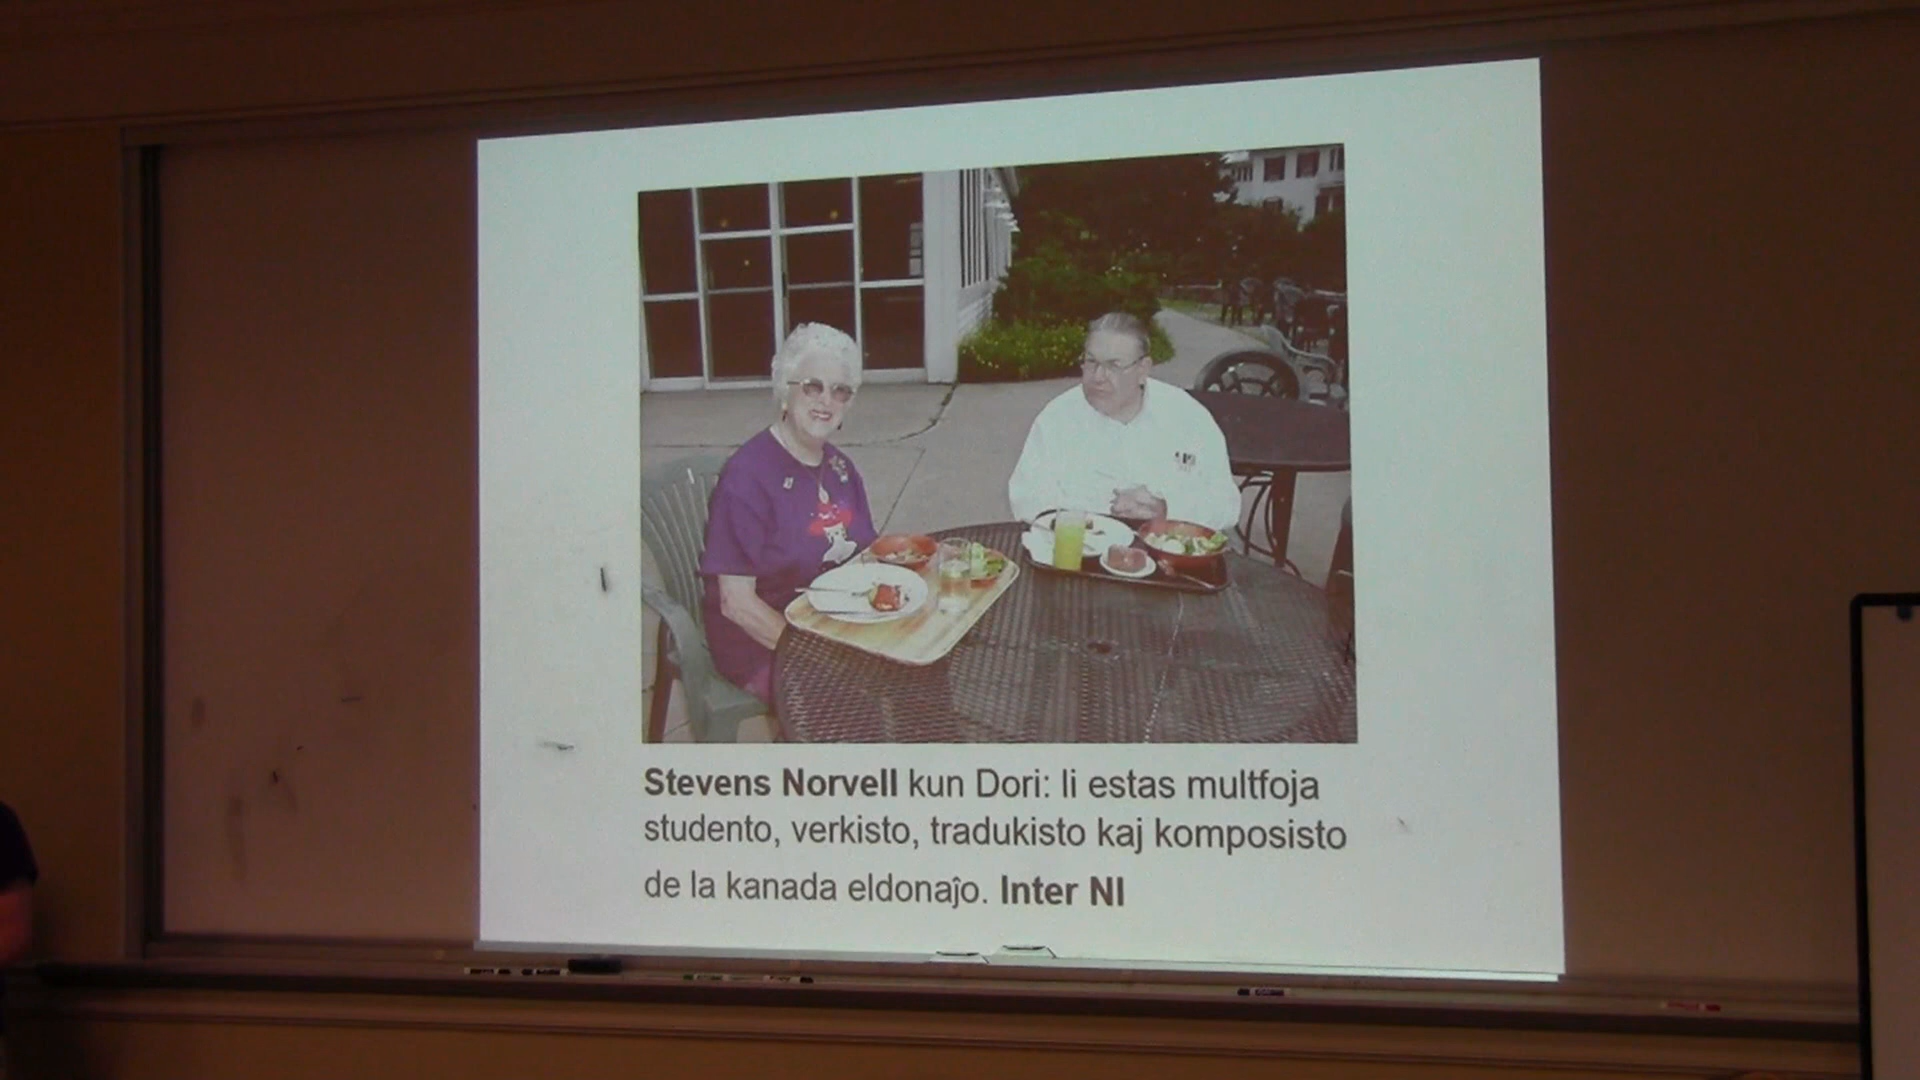 Stevens Norvell kun Dori: li estas multfoja
studento, verkisto, tradukisto kaj komposisto
de la kanada eldonaĵo. Inter NI